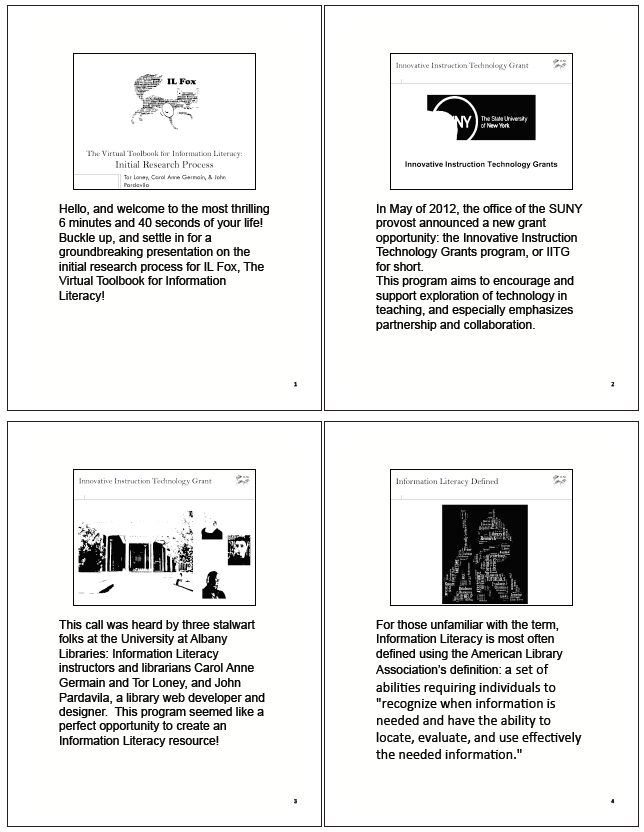 IL Fox
The Virtual Toolbook for Information Literacy:
Initial Research Process
Tor Loney, Carol Anne Germain, & John
Pardavila
Hello, and welcome to the most thrilling
6 minutes and 40 seconds of your life!
Buckle up, and settle in for a
groundbreaking presentation on the
initial research process for IL Fox, The
Virtual Toolbook for Information
Literacy!
1
Innovative Instruction Technology Grant
NY
The State University
of New York
Innovative Instruction Technology Grants
In May of 2012, the office of the SUNY
provost announced a new grant
opportunity: the Innovative Instruction
Technology Grants program, or IITG
for short.
This program aims to encourage and
support exploration of technology in
teaching, and especially emphasizes
partnership and collaboration.
2
Innovative Instruction Technology Grant
This call was heard by three stalwart
folks at the University at Albany
Libraries: Information Literacy
instructors and librarians Carol Anne
Germain and Tor Loney, and John
Pardavila, a library web developer and
designer.  This program seemed like a
perfect opportunity to create an
Information Literacy resource!
3
Information Literacy Defined
For those unfamiliar with the term,
Information Literacy is most often
defined using the American Library
Association's definition: a set of
abilities requiring individuals to
"recognize when information is
needed and have the ability to
locate, evaluate, and use effectively
the needed information."
4